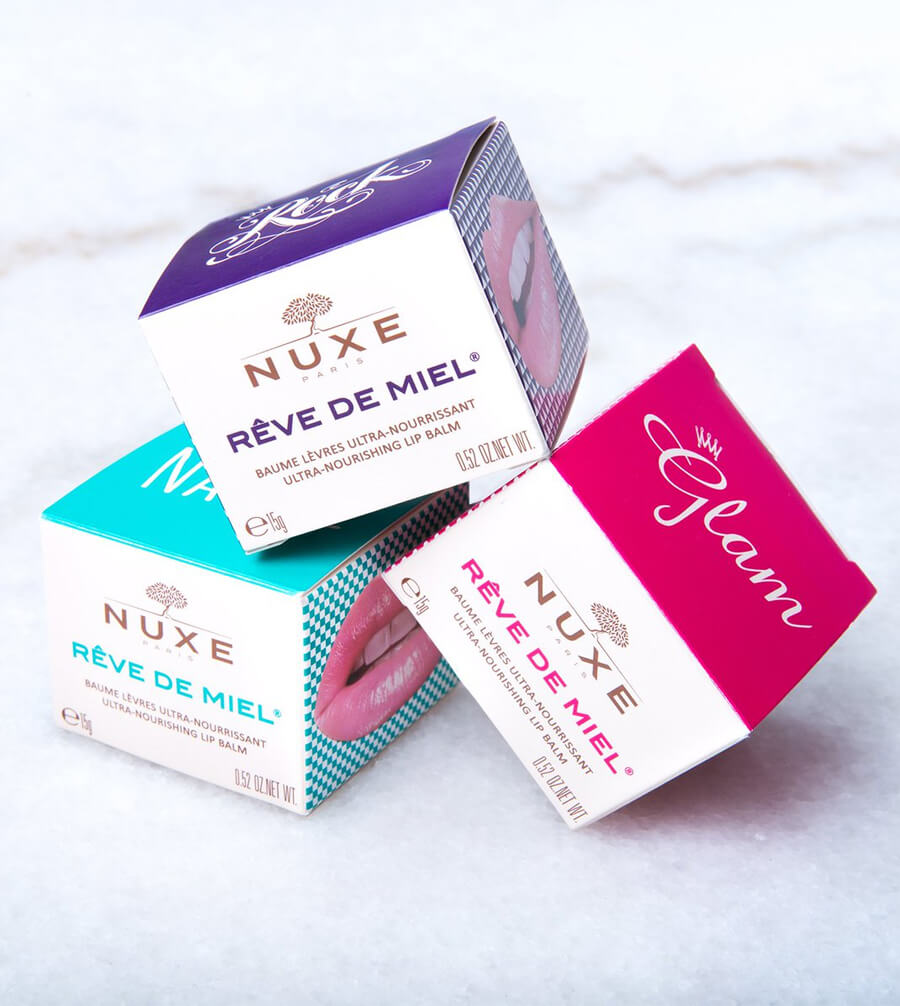 Rock
NUXE
PARIS
RÊVE DE MIEL®
BAUME LÈVRES ULTRA-NOURRISSANT
ULTRA-NOURISHING LIP BALM
0.52 OZ.NET WT.
℮15g
NUXE
PARIS
RÊVE DE MIEL®
BAUME LÈVRES ULTRA-NOURRISSANT
ULTRA-NOURISHING LIP BALM
℮15g
0.52 OZ.NET WT.
Glam
NUXE
PARIS
RÊVE DE MIEL®
BAUME LÈVRES ULTRA-NOURRISSANT
ULTRA-NOURISHING LIP BALM
℮15g
0.52 OZ.NET WT.